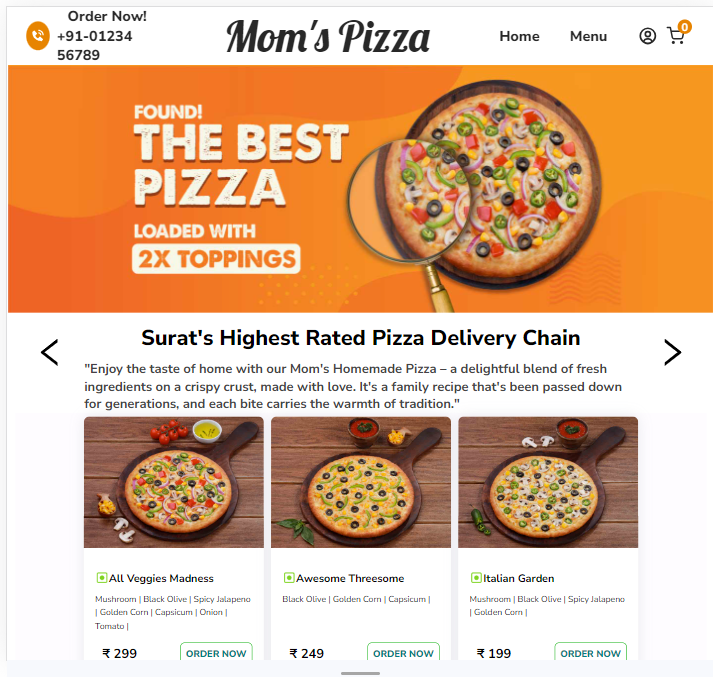 Order Now!
+91-01234
56789
Mom's Pizza
Home
Menu
0
FOUND!
THE BEST
PIZZA
LOADED WITH
2X TOPPINGS
Surat's Highest Rated Pizza Delivery Chain
"Enjoy the taste of home with our Mom's Homemade Pizza – a delightful blend of fresh
ingredients on a crispy crust, made with love. It's a family recipe that's been passed down
for generations, and each bite carries the warmth of tradition."
All Veggies Madness
Mushroom | Black Olive | Spicy Jalapeno
| Golden Corn | Capsicum | Onion |
Tomato |
₹ 299
ORDER NOW
Awesome Threesome
Black Olive | Golden Corn | Capsicum |
₹ 249
ORDER NOW
Italian Garden
Mushroom | Black Olive | Spicy Jalapeno
| Golden Corn |
₹ 199
ORDER NOW